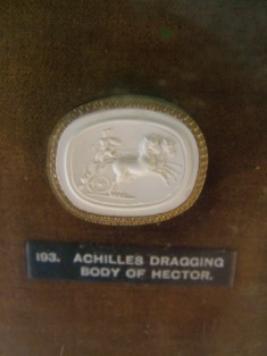 193. ACHILLES DRAGGING
BODY OF HECTOR.